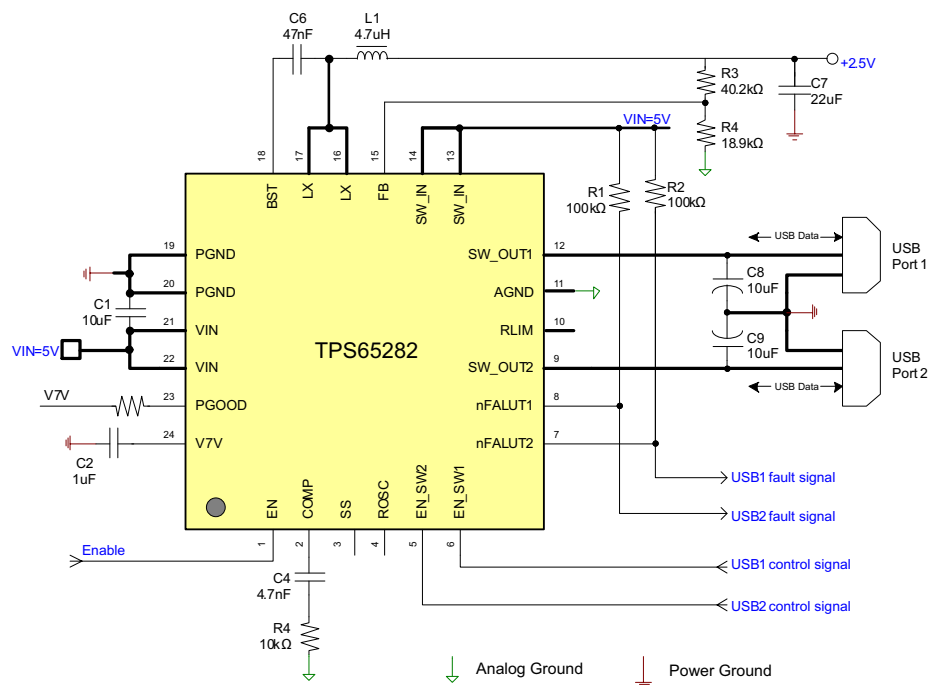 C6
47nF
L1
4.7uH
+2.5V
R3
40.2kΩ
C7
22uF
R4
18.9kΩ
VIN=5V
18
17
16
15
14
13
BST
LX
LX
FB
SW_IN
SW_IN
R1
100kΩ
R2
100kΩ
19
PGND
20
PGND
C1
10uF
21
VIN
VIN=5V
22
VIN
V7V
23
PGOOD
24
V7V
C2
1uF
TPS65282
SW_OUT1
12
AGND
11
RLIM
10
SW_OUT2
9
nFALUT1
8
nFALUT2
7
USB Data
USB
Port 1
C8
10uF
C9
10uF
USB
Port 2
USB Data
EN
COMP
SS
ROSC
EN_SW2
EN_SW1
1
2
3
4
5
6
USB1 fault signal
USB2 fault signal
Enable
USB1 control signal
USB2 control signal
C4
4.7nF
R4
10kΩ
Analog Ground
Power Ground